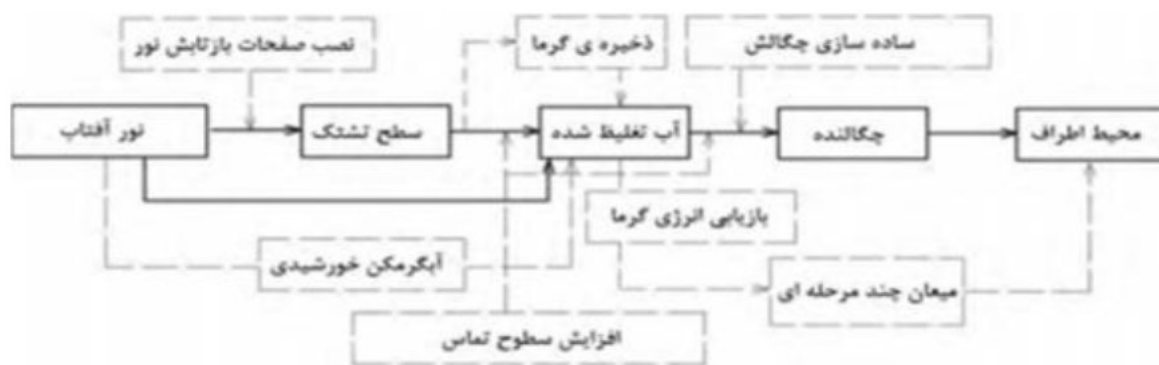 نصب صفحات بازتابش نور
ذخیره ی گرما
ساده سازی چگالش
نور آفتاب
سطح تشتک
آب تغلیظ شده
چگالنده
محیط اطراف
بازیابی انرژی گرما
آبگرمکن خورشیدی
میعان چند مرحله ای
افزایش سطوح تماس